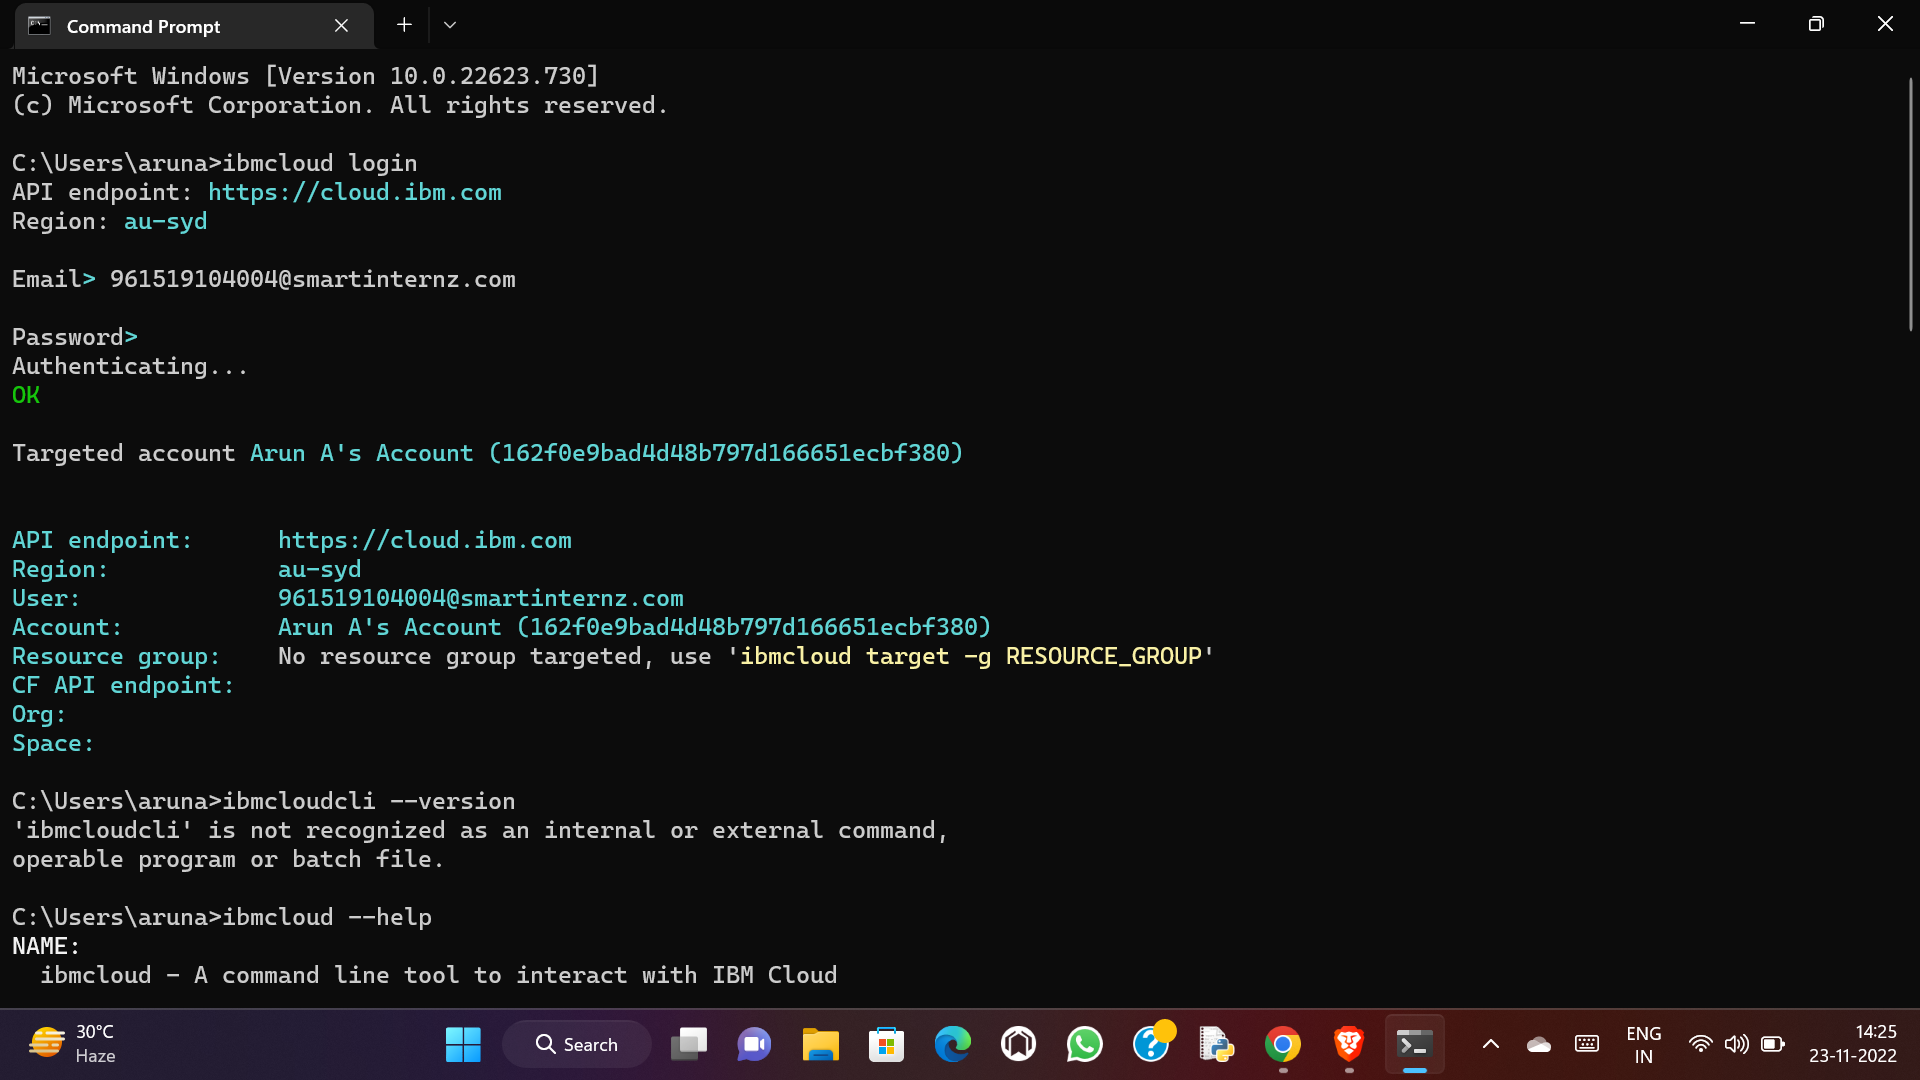 Command Prompt
Microsoft Windows [Version 10.0.22623.730]
(c) Microsoft Corporation. All rights reserved.
C:\Users\aruna>ibmcloud login
API endpoint: https://cloud.ibm.com
Region: au-syd
Email> 961519104004@smartinternz.com
Password>
Authenticating...
OK
Targeted account Arun A's Account (162f0e9bad4d48b797d166651ecbf380)
API endpoint: https://cloud.ibm.com
Region: au-syd
User: 961519104004@smartinternz.com
Account: Arun A's Account (162f0e9bad4d48b797d166651ecbf380)
Resource group: No resource group targeted, use 'ibmcloud target -g RESOURCE_GROUP'
CF API endpoint:
Org:
Space:
C:\Users\aruna>ibmcloudcli --version
'ibmcloudcli' is not recognized as an internal or external command,
operable program or batch file.
C:\Users\aruna>ibmcloud --help
NAME:
ibmcloud - A command line tool to interact with IBM Cloud
30°C
Haze
Search
ENG
IN
14:25
23-11-2022